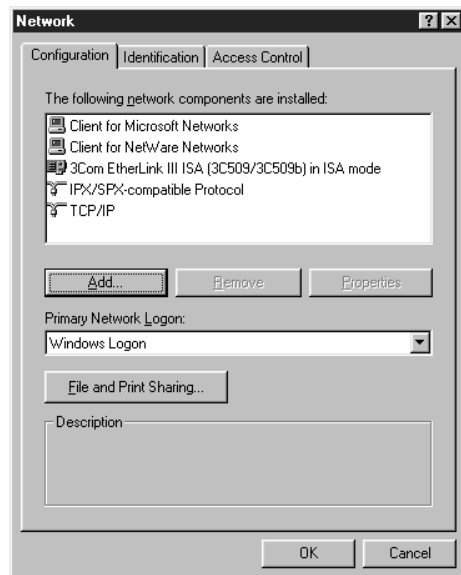 Network
Configuration Identification Access Control
The following network components are installed:
Client for Microsoft Networks
Client for NetWare Networks
3Com EtherLink III ISA (3C509/3C509b) in ISA mode
IPX/SPX-compatible Protocol
TCP/IP
Add... Remove Properties
Primary Network Logon:
Windows Logon
File and Print Sharing...
Description
OK Cancel